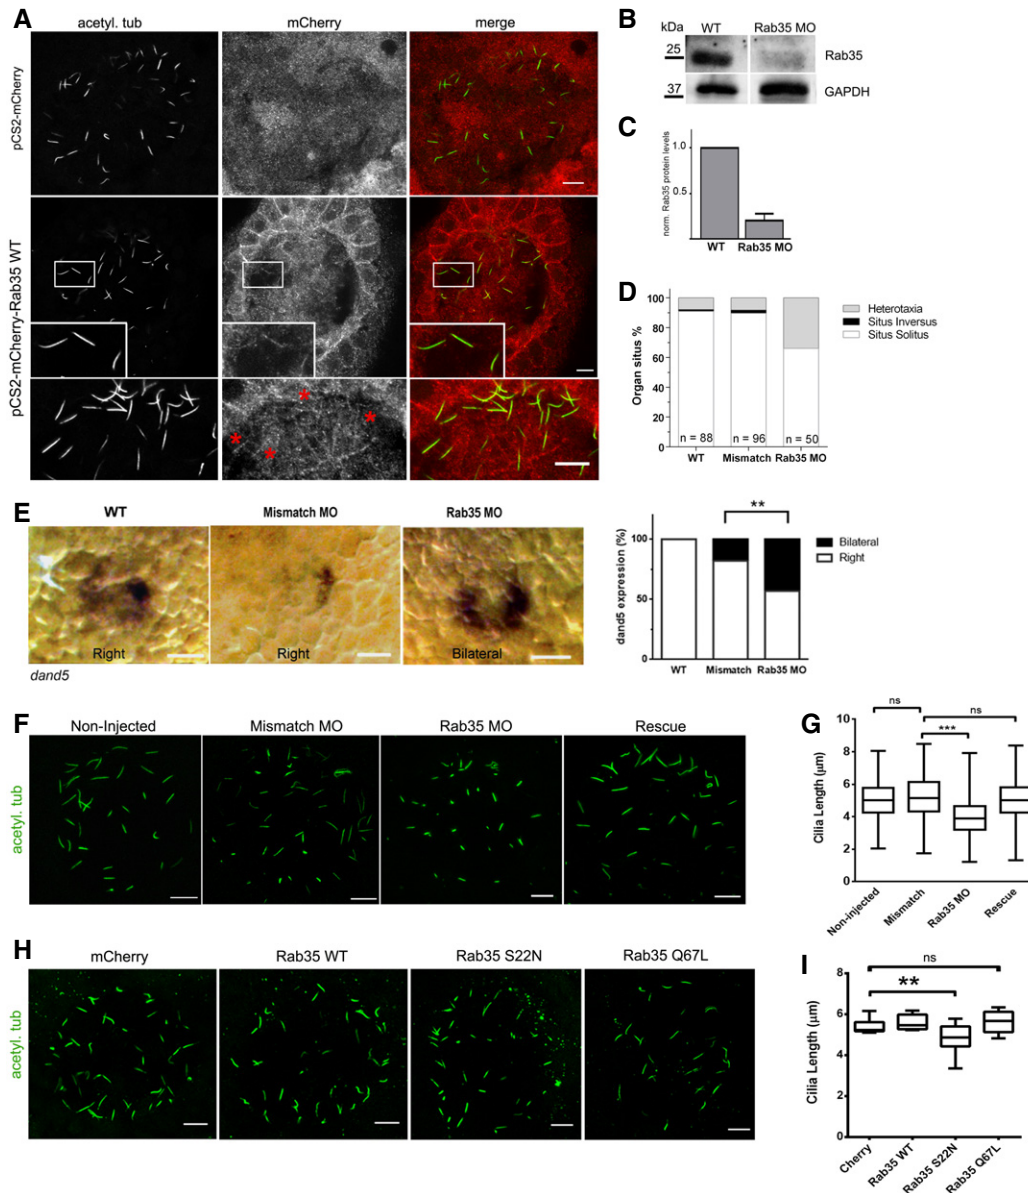 A
acetyl. tub
mCherry
merge
pCS2-mCherry
pCS2-mCherry-Rab35 WT
*
*
*
*
B
kDa
WT
Rab35 MO
25
Rab35
37
GAPDH
C
norm. Rab35 protein levels
1.0
0.5
WT
Rab35 MO
D
Organ situs %
100
80
60
40
20
0
n = 88
n = 96
n = 50
WT
Mismatch
Rab35 MO
Heterotaxia
Situs Inversus
Situs Solitus
E
WT
Mismatch MO
Rab35 MO
Right
Right
Bilateral
dand5
dand5 expression (%)
100
50
0
**
WT
Mismatch
Rab35 MO
Bilateral
Right
F
Non-Injected
Mismatch MO
Rab35 MO
Rescue
acetyl. tub
G
Cilia Length (µm)
10
8
6
4
2
0
ns
ns
***
Non-injected
Mismatch
Rab35 MO
Rescue
H
mCherry
Rab35 WT
Rab35 S22N
Rab35 Q67L
acetyl. tub
I
Cilia Length (µm)
8
6
4
2
0
ns
**
Cherry
Rab35 WT
Rab35 S22N
Rab35 Q67L